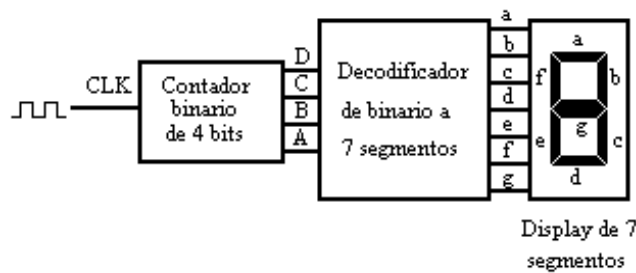 CLK
Contador
binario
de 4 bits
D
C
B
A
Decodificador
de binario a
7 segmentos
a
b
c
d
e
f
g
a
f
b
g
e
c
d
Display de 7
segmentos